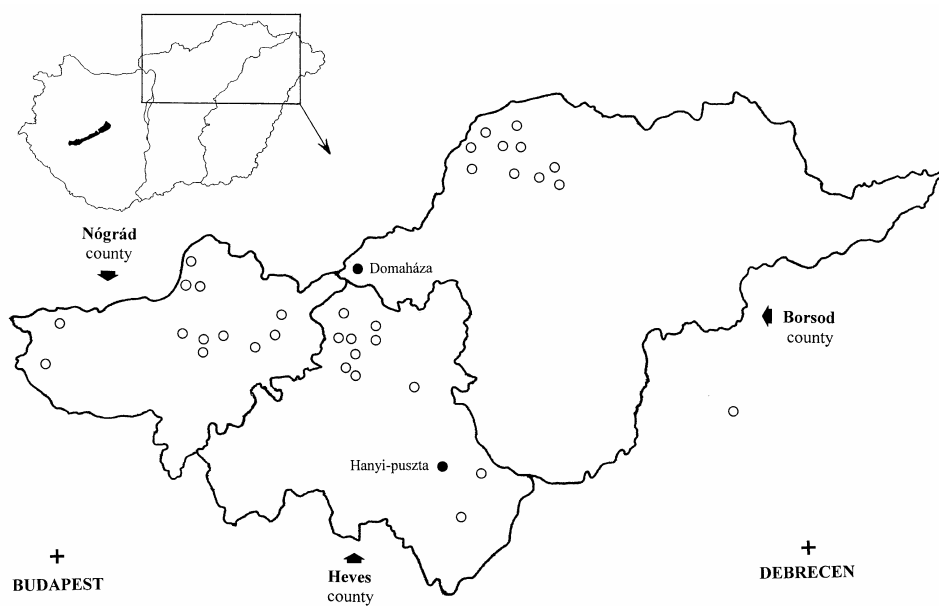 Nógrád
county
Domaháza
Borsod
county
Hanyi-puszta
BUDAPEST
Heves
county
DEBRECEN